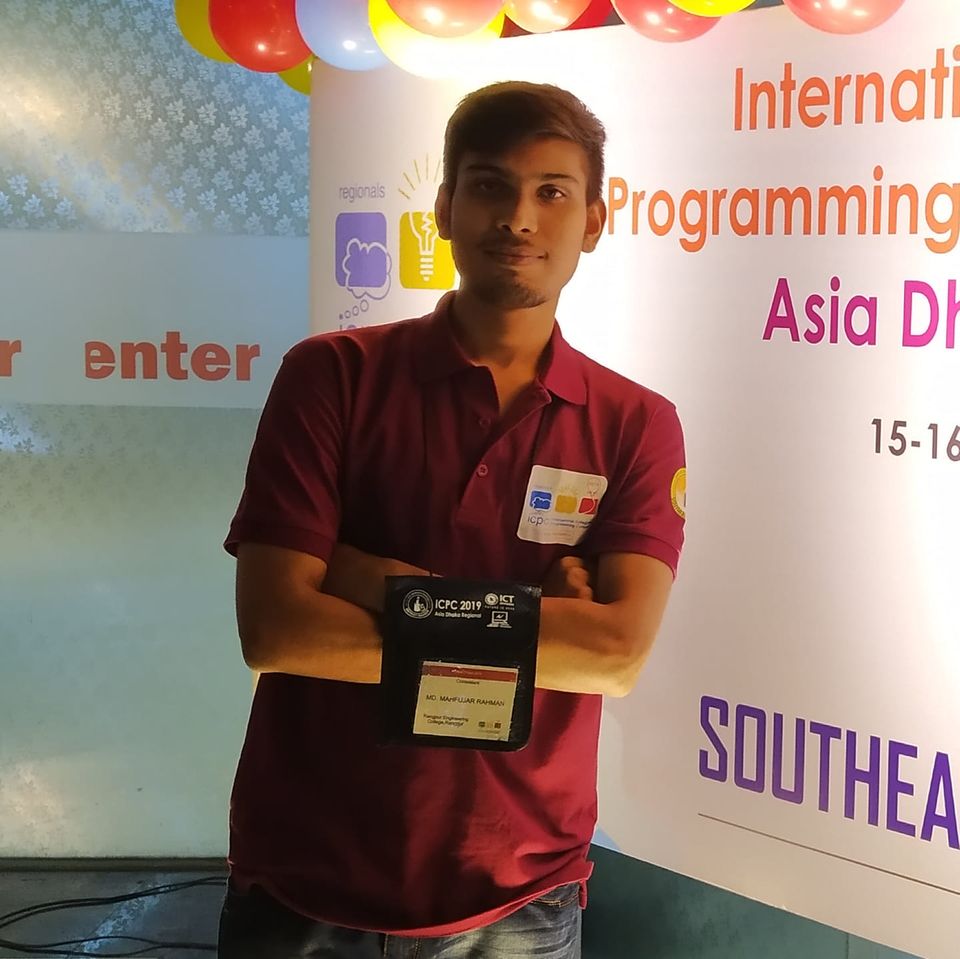 Internati
regionals
Programming
Asia Dh
r enter
15-16
icpc
ICPC 2019
Asia Dhaka Regional
ICT
Contestant
MD. MAHFUJAR RAHMAN
Rangpur Engineering
College, Rangpur
SOUTHEA